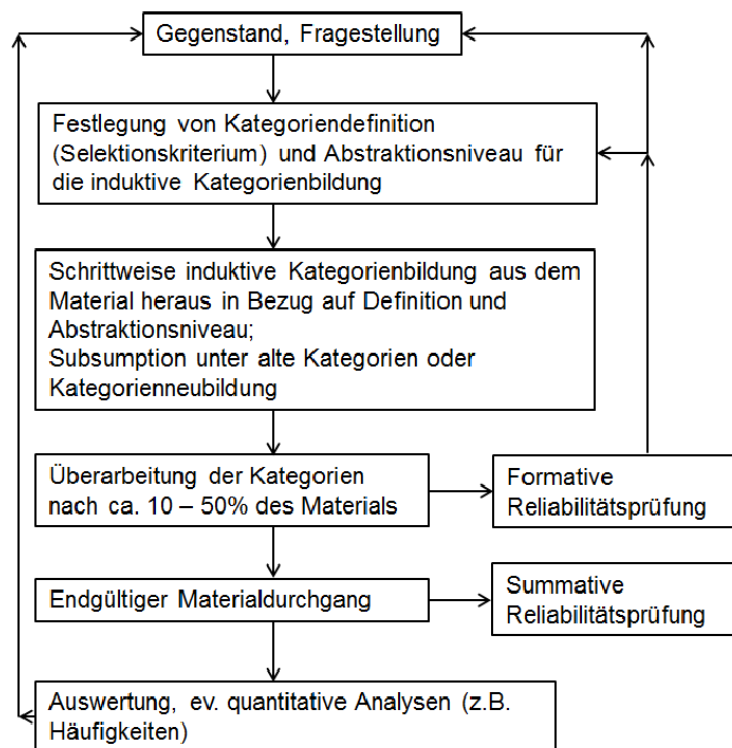 Gegenstand, Fragestellung
Festlegung von Kategoriendefinition
(Selektionskriterium) und Abstraktionsniveau für
die induktive Kategorienbildung
Schrittweise induktive Kategorienbildung aus dem
Material heraus in Bezug auf Definition und
Abstraktionsniveau;
Subsumption unter alte Kategorien oder
Kategorienneubildung
Überarbeitung der Kategorien
nach ca. 10 – 50% des Materials
Formative
Reliabilitätsprüfung
Endgültiger Materialdurchgang
Summative
Reliabilitätsprüfung
Auswertung, ev. quantitative Analysen (z.B.
Häufigkeiten)